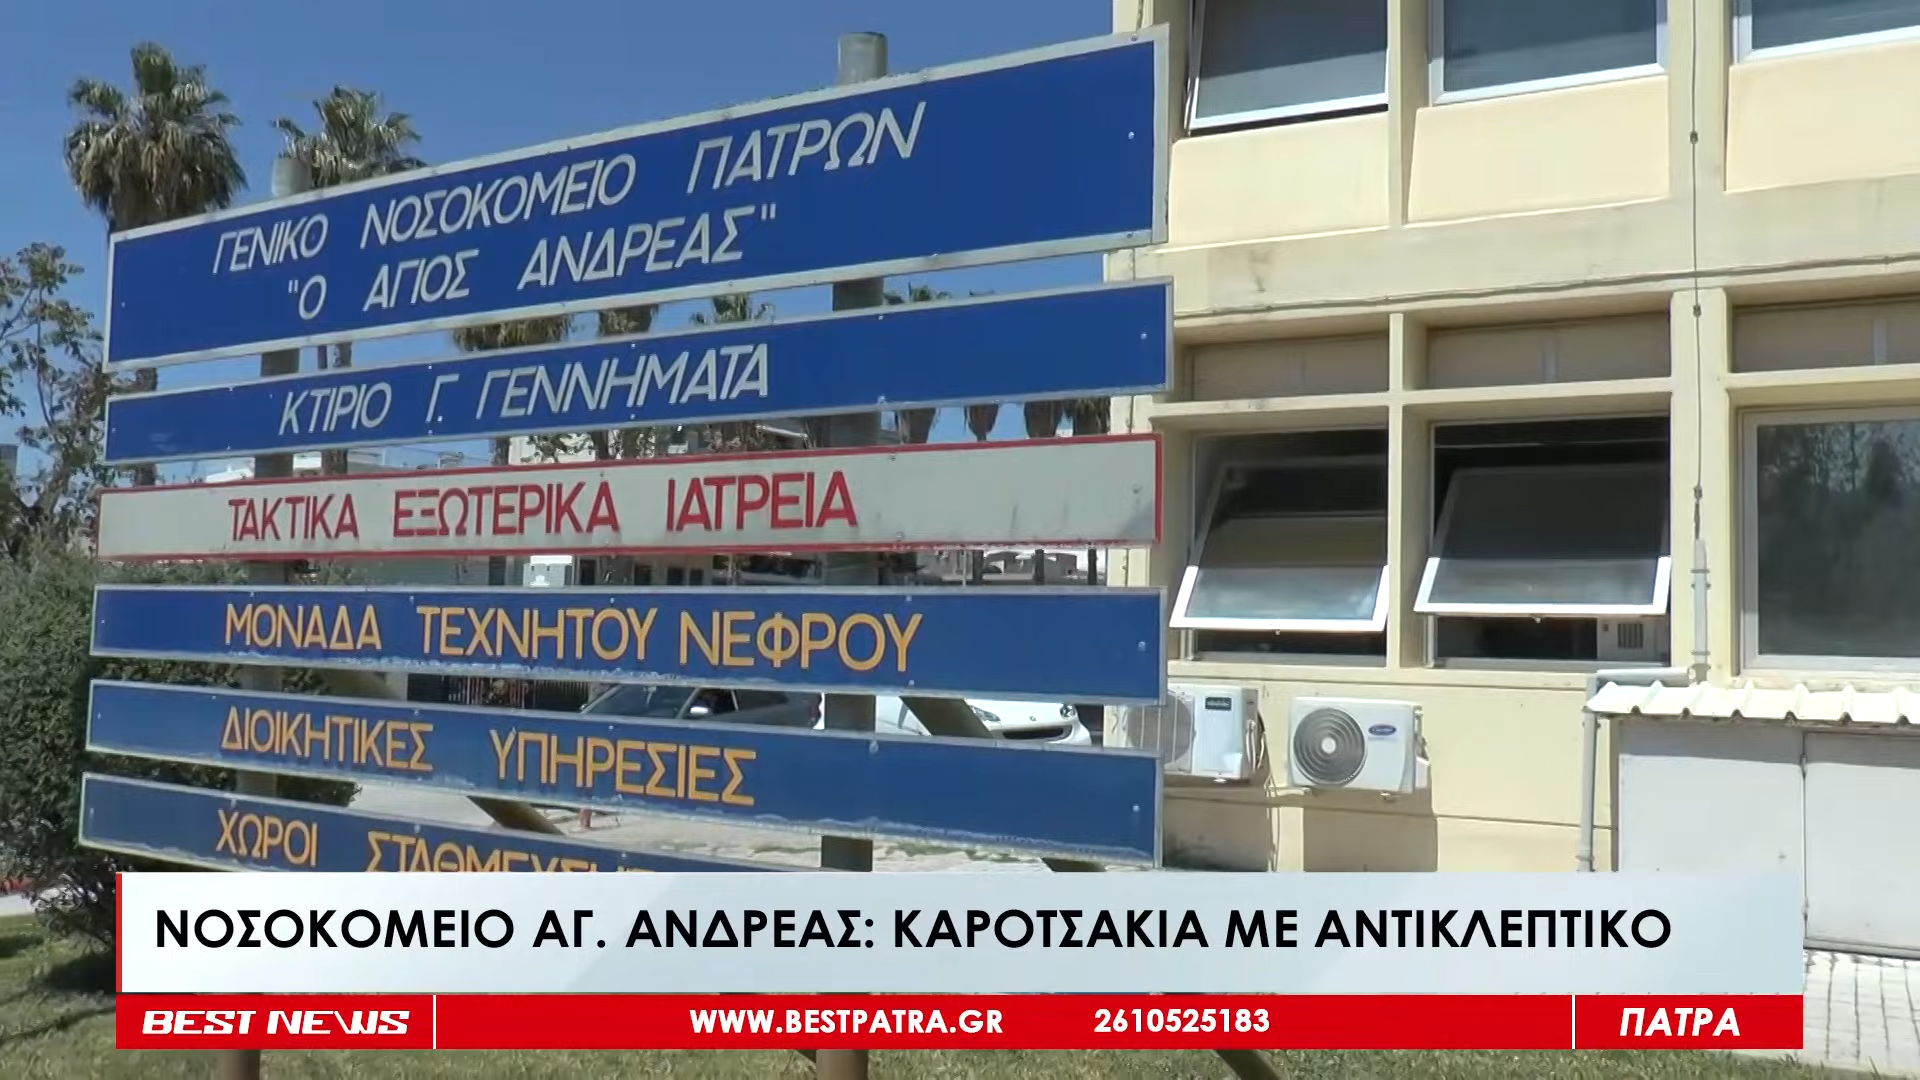 ΓΕΝΙΚΟ ΝΟΣΟΚΟΜΕΙΟ ΠΑΤΡΩΝ
"Ο ΑΓΙΟΣ ΑΝΔΡΕΑΣ"
ΚΤΙΡΙΟ Γ. ΓΕΝΝΗΜΑΤΑ
ΤΑΚΤΙΚΑ ΕΞΩΤΕΡΙΚΑ ΙΑΤΡΕΙΑ
ΜΟΝΑΔΑ ΤΕΧΝΗΤΟΥ ΝΕΦΡΟΥ
ΔΙΟΙΚΗΤΙΚΕΣ ΥΠΗΡΕΣΙΕΣ
ΧΩΡΟΙ
ΝΟΣΟΚΟΜΕΙΟ ΑΓ. ΑΝΔΡΕΑΣ: ΚΑΡΟΤΣΑΚΙΑ ΜΕ ΑΝΤΙΚΛΕΠΤΙΚΟ
BEST NEWS WWW.BESTPATRA.GR 2610525183 ΠΑΤΡΑ